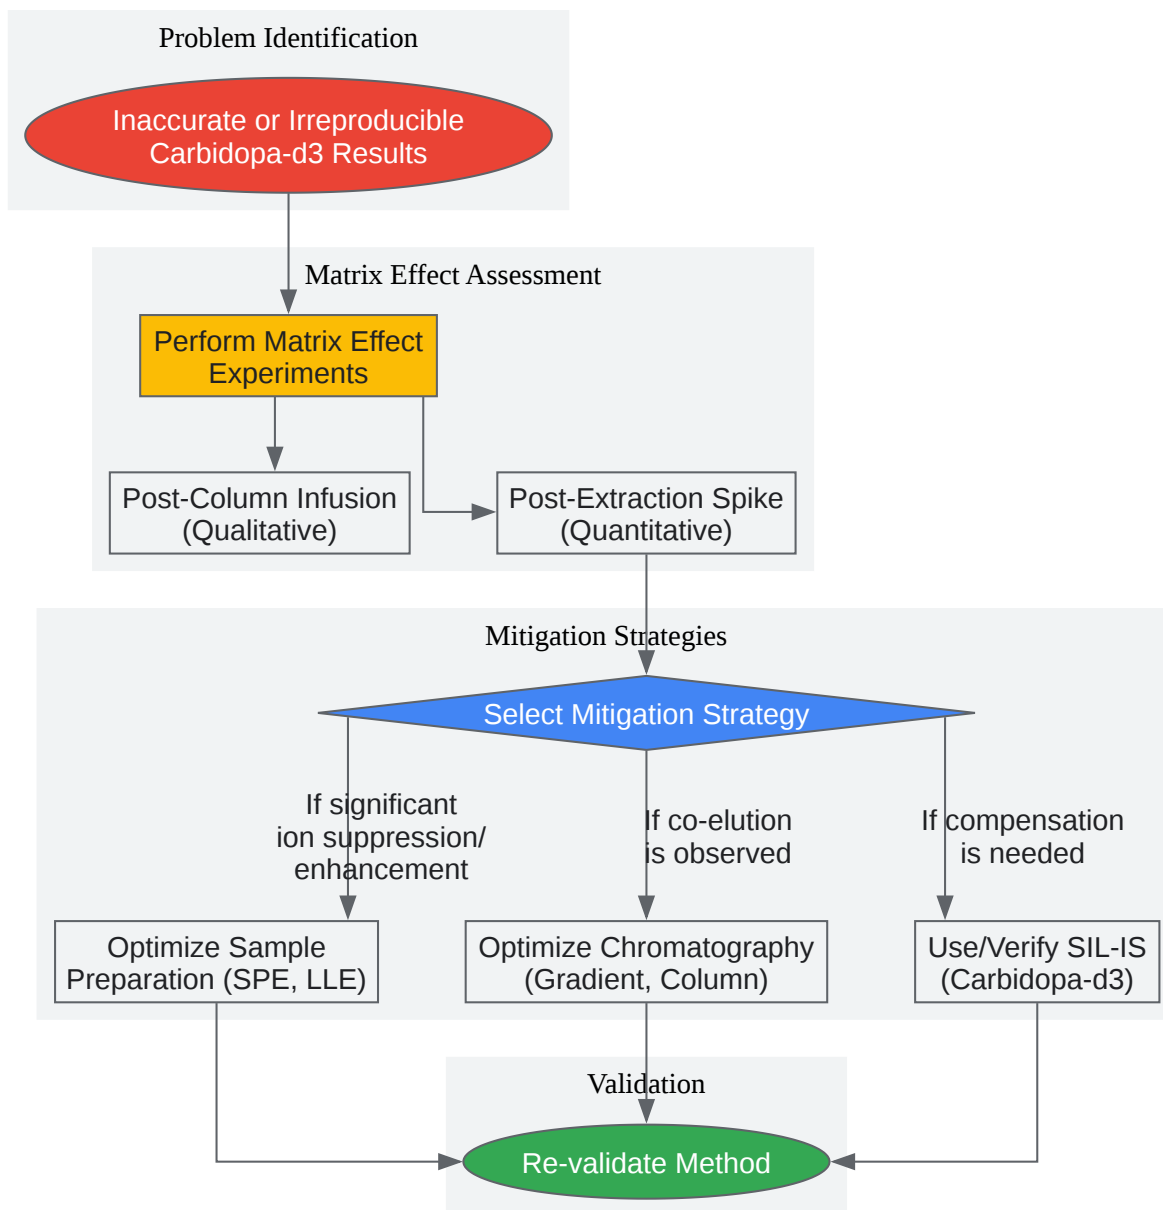 Problem Identification
Inaccurate or Irreproducible
Carbidopa-d3 Results
Matrix Effect Assessment
Perform Matrix Effect
Experiments
Post-Column Infusion
(Qualitative)
Post-Extraction Spike
(Quantitative)
Mitigation Strategies
Select Mitigation Strategy
If significant
ion suppression/
enhancement
If co-elution
is observed
If compensation
is needed
Optimize Sample
Preparation (SPE, LLE)
Optimize Chromatography
(Gradient, Column)
Use/Verify SIL-IS
(Carbidopa-d3)
Validation
Re-validate Method